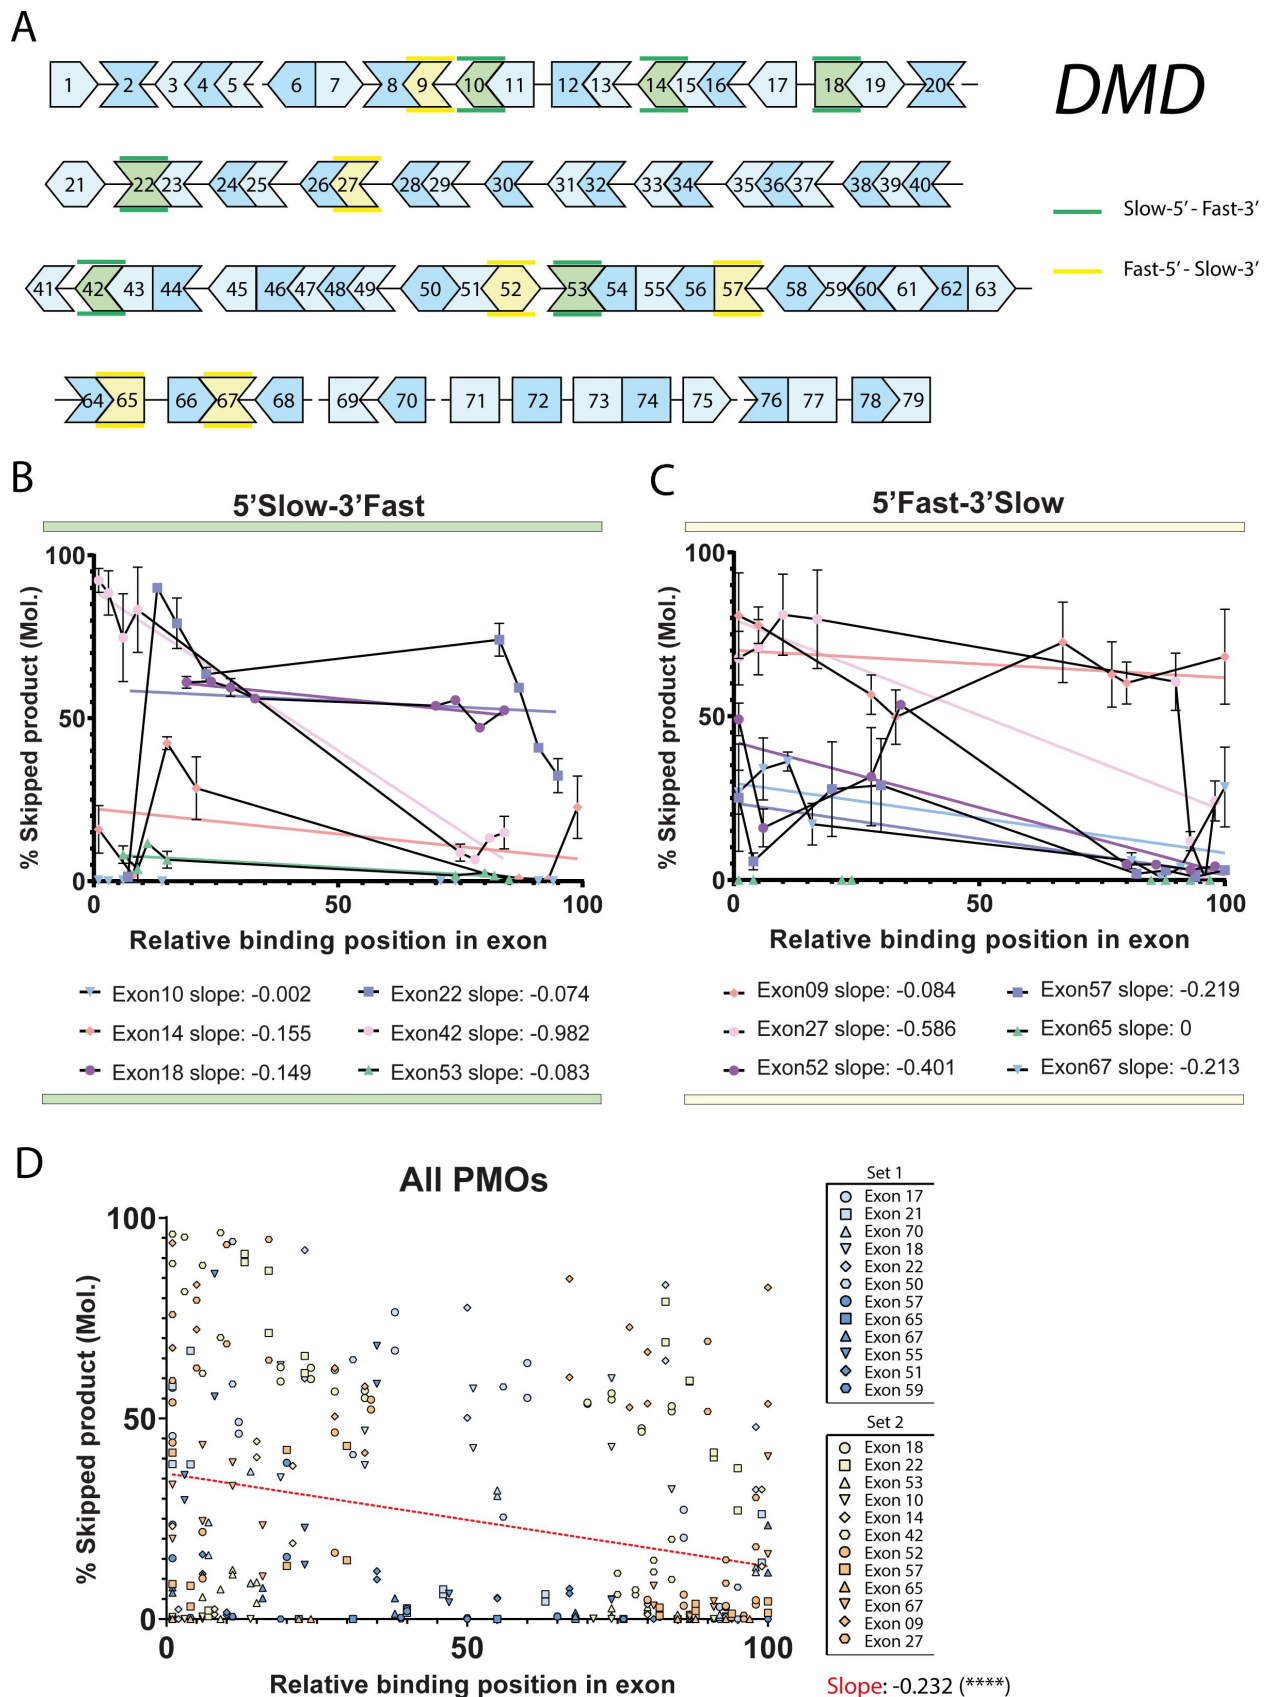 A
1 2 3 4 5 6 7 8 9 10 11 12 13 14 15 16 17 18 19 20
DMD
21 22 23 24 25 26 27 28 29 30 31 32 33 34 35 36 37 38 39 40
Slow-5′ - Fast-3′
Fast-5′ - Slow-3′
41 42 43 44 45 46 47 48 49 50 51 52 53 54 55 56 57 58 59 60 61 62 63
64 65 66 67 68 69 70 71 72 73 74 75 76 77 78 79
B
5’Slow-3’Fast
% Skipped product (Mol.)
100
50
0
0 50 100
Relative binding position in exon
Exon10 slope: -0.002
Exon22 slope: -0.074
Exon14 slope: -0.155
Exon42 slope: -0.982
Exon18 slope: -0.149
Exon53 slope: -0.083
C
5’Fast-3’Slow
% Skipped product (Mol.)
100
50
0
0 50 100
Relative binding position in exon
Exon09 slope: -0.084
Exon57 slope: -0.219
Exon27 slope: -0.586
Exon65 slope: 0
Exon52 slope: -0.401
Exon67 slope: -0.213
D
All PMOs
% Skipped product (Mol.)
100
50
0
0 50 100
Relative binding position in exon
Set 1
Exon 17
Exon 21
Exon 70
Exon 18
Exon 22
Exon 50
Exon 57
Exon 65
Exon 67
Exon 55
Exon 51
Exon 59
Set 2
Exon 18
Exon 22
Exon 53
Exon 10
Exon 14
Exon 42
Exon 52
Exon 57
Exon 65
Exon 67
Exon 09
Exon 27
Slope: -0.232 (****)